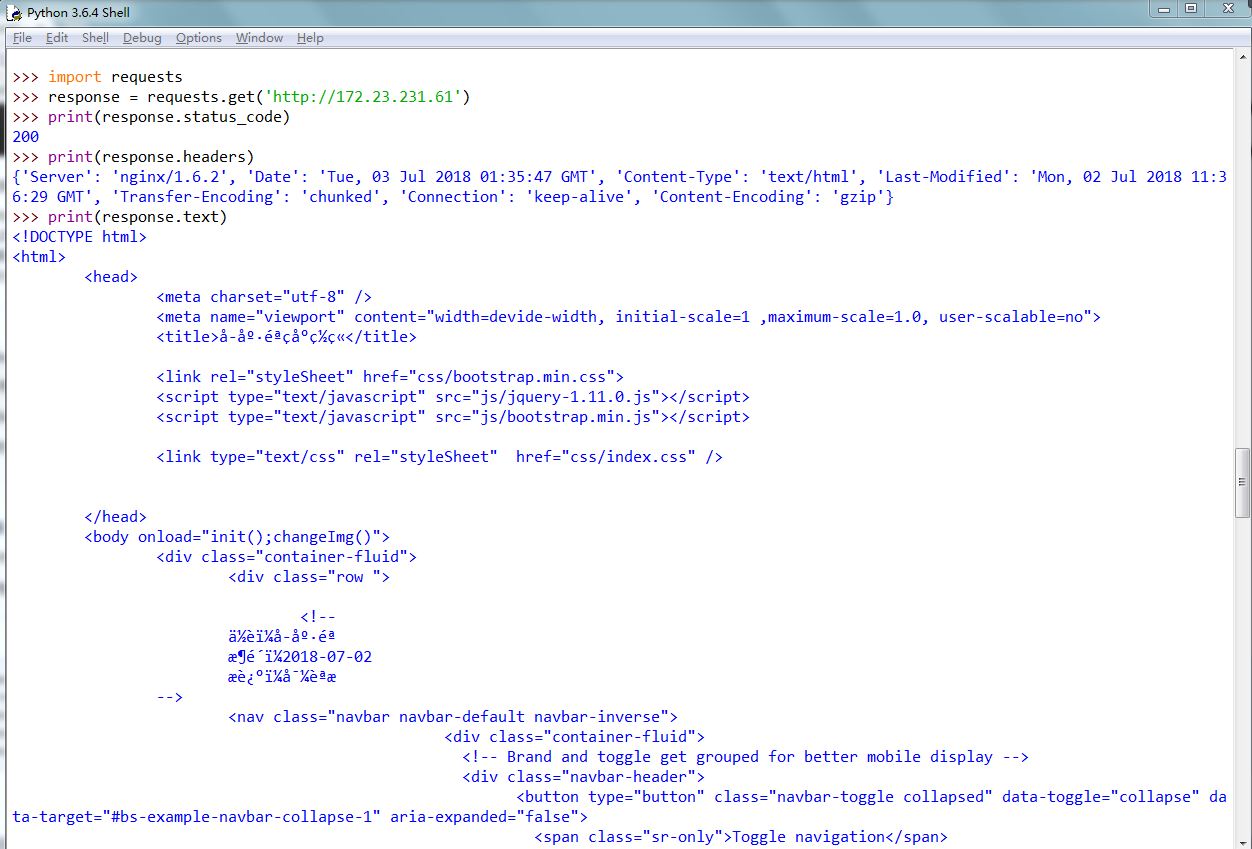 Python 3.6.4 Shell
File Edit Shell Debug Options Window Help
>>> import requests
>>> response = requests.get('http://172.23.231.61')
>>> print(response.status_code)
200
>>> print(response.headers)
{'Server': 'nginx/1.6.2', 'Date': 'Tue, 03 Jul 2018 01:35:47 GMT', 'Content-Type': 'text/html', 'Last-Modified': 'Mon, 02 Jul 2018 11:3
6:29 GMT', 'Transfer-Encoding': 'chunked', 'Connection': 'keep-alive', 'Content-Encoding': 'gzip'}
>>> print(response.text)
<!DOCTYPE html>
<html>
<head>
<meta charset="utf-8" />
<meta name="viewport" content="width=devide-width, initial-scale=1 ,maximum-scale=1.0, user-scalable=no">
<title>å-åº·éªçå°ç½ç«</title>
<link rel="styleSheet" href="css/bootstrap.min.css">
<script type="text/javascript" src="js/jquery-1.11.0.js"></script>
<script type="text/javascript" src="js/bootstrap.min.js"></script>
<link type="text/css" rel="styleSheet"  href="css/index.css" />
</head>
<body onload="init();changeImg()">
<div class="container-fluid">
<div class="row ">
<!--
ä½èï¼å-åº·éª
æ¶é´ï¼2018-07-02
æè¿°ï¼å¯¼èªæ
-->
<nav class="navbar navbar-default navbar-inverse">
<div class="container-fluid">
<!-- Brand and toggle get grouped for better mobile display -->
<div class="navbar-header">
<button type="button" class="navbar-toggle collapsed" data-toggle="collapse" da
ta-target="#bs-example-navbar-collapse-1" aria-expanded="false">
<span class="sr-only">Toggle navigation</span>